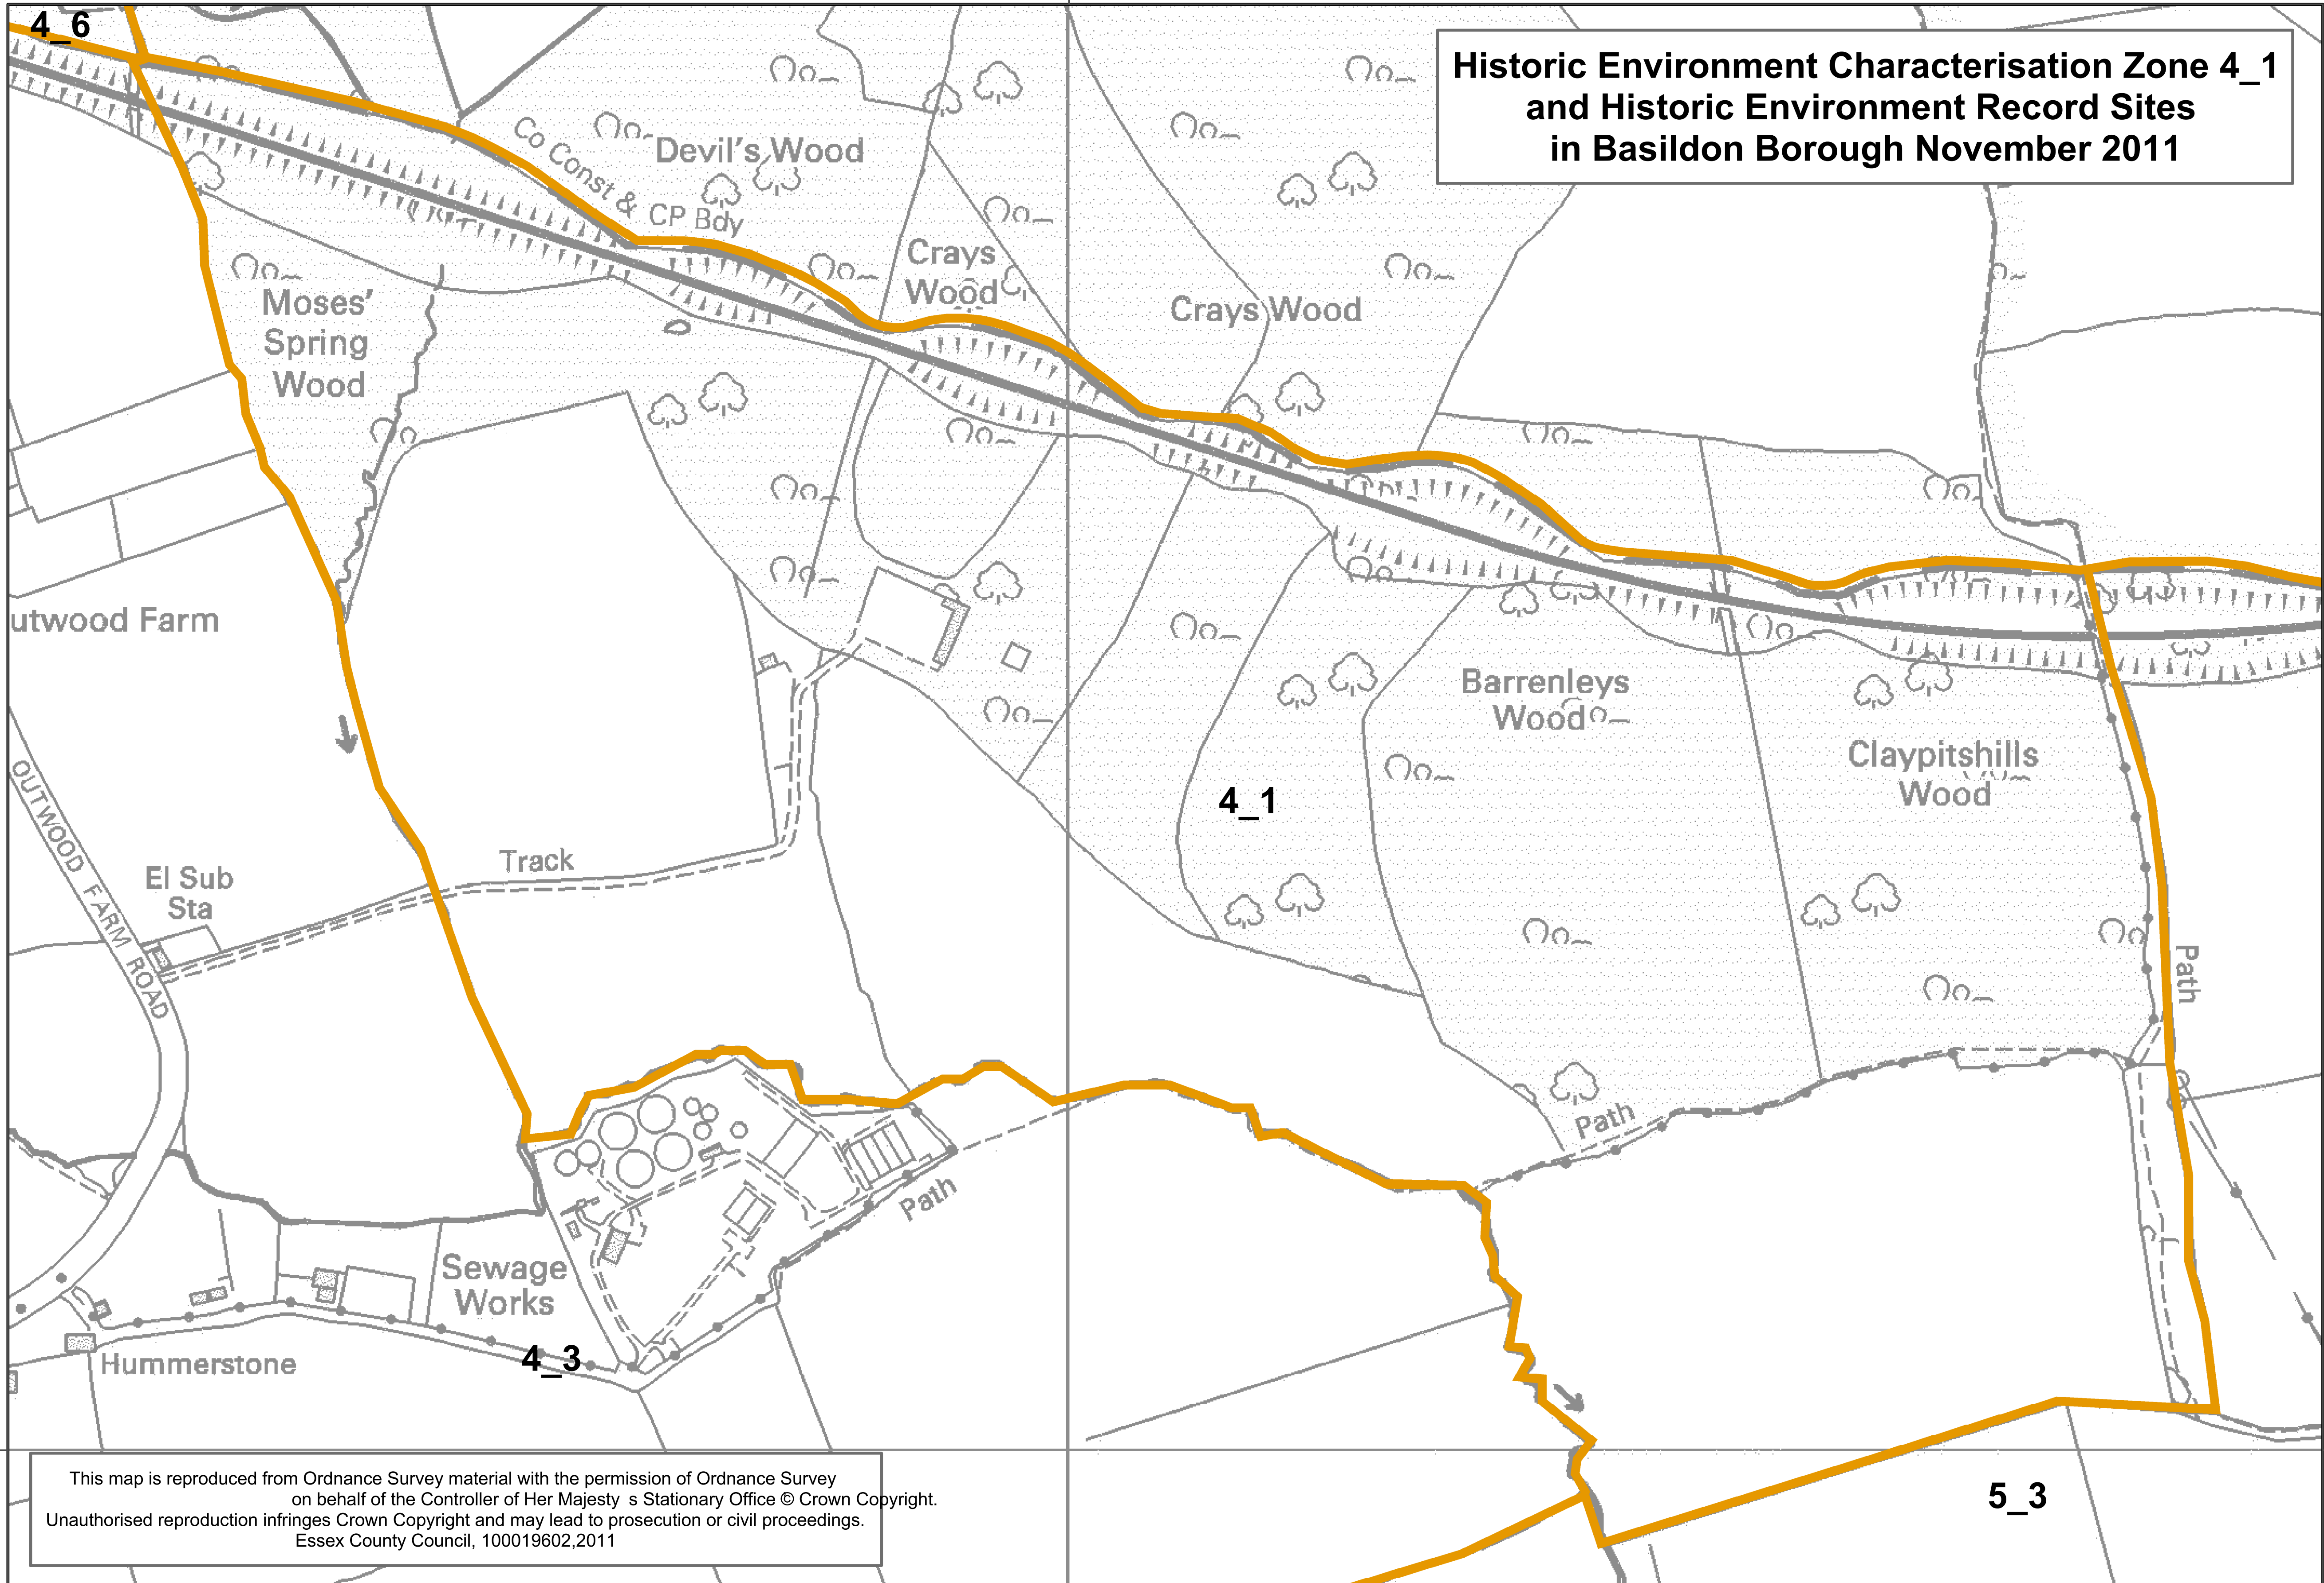 4_6
Historic Environment Characterisation Zone 4_1
and Historic Environment Record Sites
in Basildon Borough November 2011
Co Const & CP Bdy
Devil's Wood
Crays
Wood
Crays Wood
Moses'
Spring
Wood
utwood Farm
Barrenleys
Wood
Claypitshills
Wood
4_1
OUTWOOD FARM ROAD
El Sub
Sta
Track
Path
Path
Path
Sewage
Works
4_3
Hummerstone
5_3
This map is reproduced from Ordnance Survey material with the permission of Ordnance Survey
on behalf of the Controller of Her Majesty s Stationary Office © Crown Copyright.
Unauthorised reproduction infringes Crown Copyright and may lead to prosecution or civil proceedings.
Essex County Council, 100019602,2011